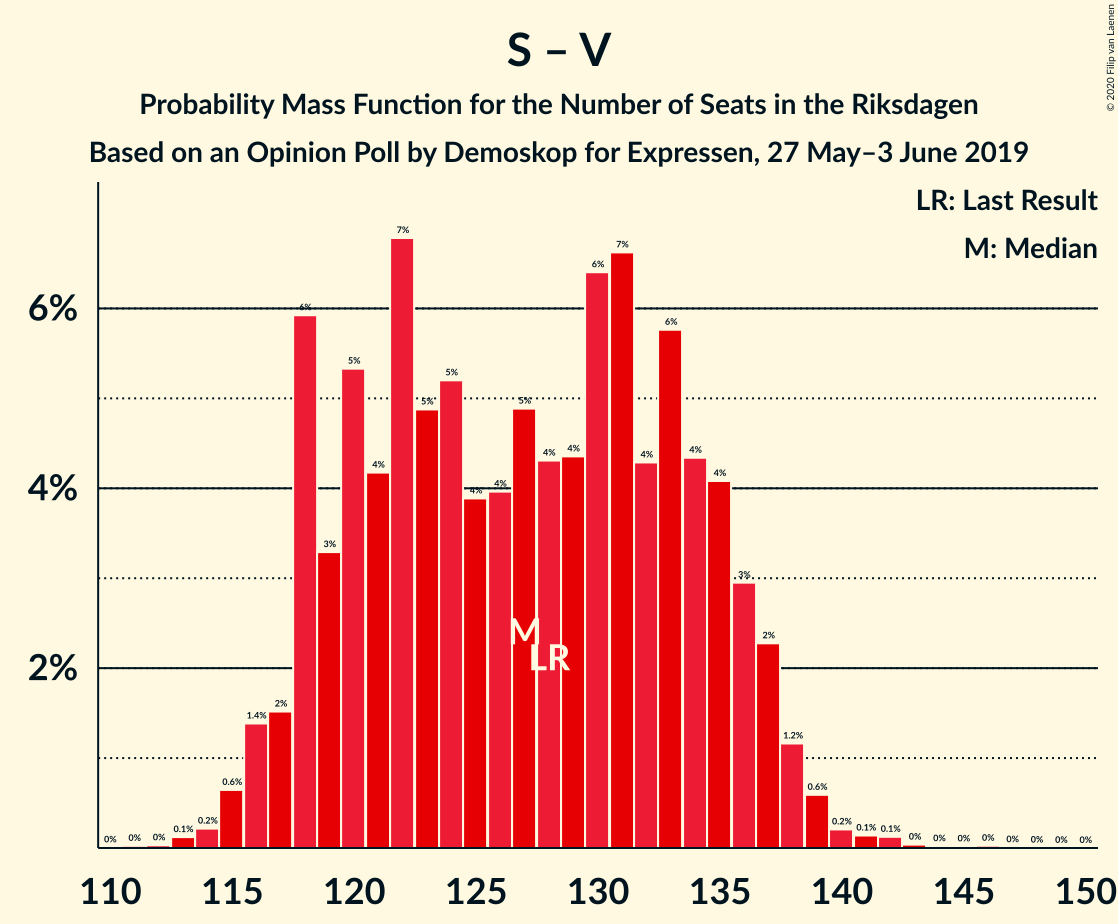 S – V
Probability Mass Function for the Number of Seats in the Riksdagen
Based on an Opinion Poll by Demoskop for Expressen, 27 May–3 June 2019
© 2020 Filip van Laenen
LR: Last Result
M: Median
6%
4%
2%
0% 0% 0% 0.1% 0.2% 0.6% 1.4% 2% 6% 3% 5% 4% 7% 5% 5% 4% 4% 5% 4% 4% 6% 7% 4% 6% 4% 4% 3% 2% 1.2% 0.6% 0.2% 0.1% 0.1% 0% 0% 0% 0% 0% 0% 0% 0%
M
LR
110 115 120 125 130 135 140 145 150